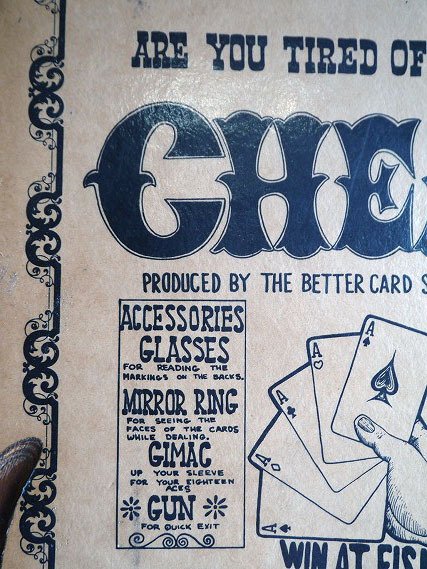 ARE YOU TIRED OF
CHE
PRODUCED BY THE BETTER CARD S
ACCESSORIES
GLASSES
FOR READING THE
MARKINGS ON THE BACKS.
MIRROR RING
FOR SEEING THE
FACES OF THE CARDS
WHILE DEALING.
GIMAC
UP YOUR SLEEVE
FOR YOUR EIGHTEEN
ACES
GUN
FOR QUICK EXIT
A
A
A
A
A
WIN AT FIS